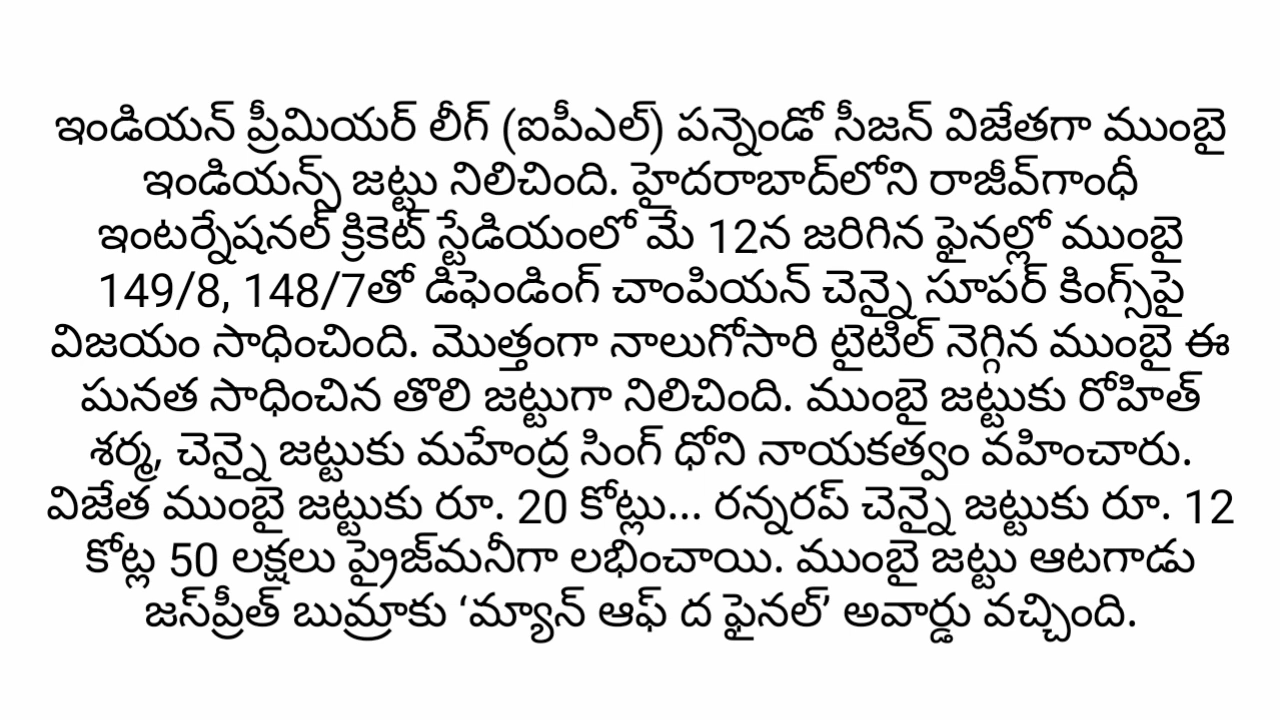 ఇండియన్ ప్రీమియర్ లీగ్ (ఐపీఎల్) పన్నెండో సీజన్ విజేతగా ముంబై
ఇండియన్స్ జట్టు నిలిచింది. హైదరాబాద్‌లోని రాజీవ్‌గాంధీ
ఇంటర్నేషనల్ క్రికెట్ స్టేడియంలో మే 12న జరిగిన ఫైనల్లో ముంబై
149/8, 148/7తో డిఫెండింగ్ చాంపియన్ చెన్నై సూపర్ కింగ్స్‌పై
విజయం సాధించింది. మొత్తంగా నాలుగోసారి టైటిల్ నెగ్గిన ముంబై ఈ
ఘనత సాధించిన తొలి జట్టుగా నిలిచింది. ముంబై జట్టుకు రోహిత్
శర్మ, చెన్నై జట్టుకు మహేంద్ర సింగ్ ధోని నాయకత్వం వహించారు.
విజేత ముంబై జట్టుకు రూ. 20 కోట్లు... రన్నరప్ చెన్నై జట్టుకు రూ. 12
కోట్ల 50 లక్షలు ప్రైజ్‌మనీగా లభించాయి. ముంబై జట్టు ఆటగాడు
జస్‌ప్రీత్ బుమ్రాకు ‘మ్యాన్ ఆఫ్ ద ఫైనల్’ అవార్డు వచ్చింది.